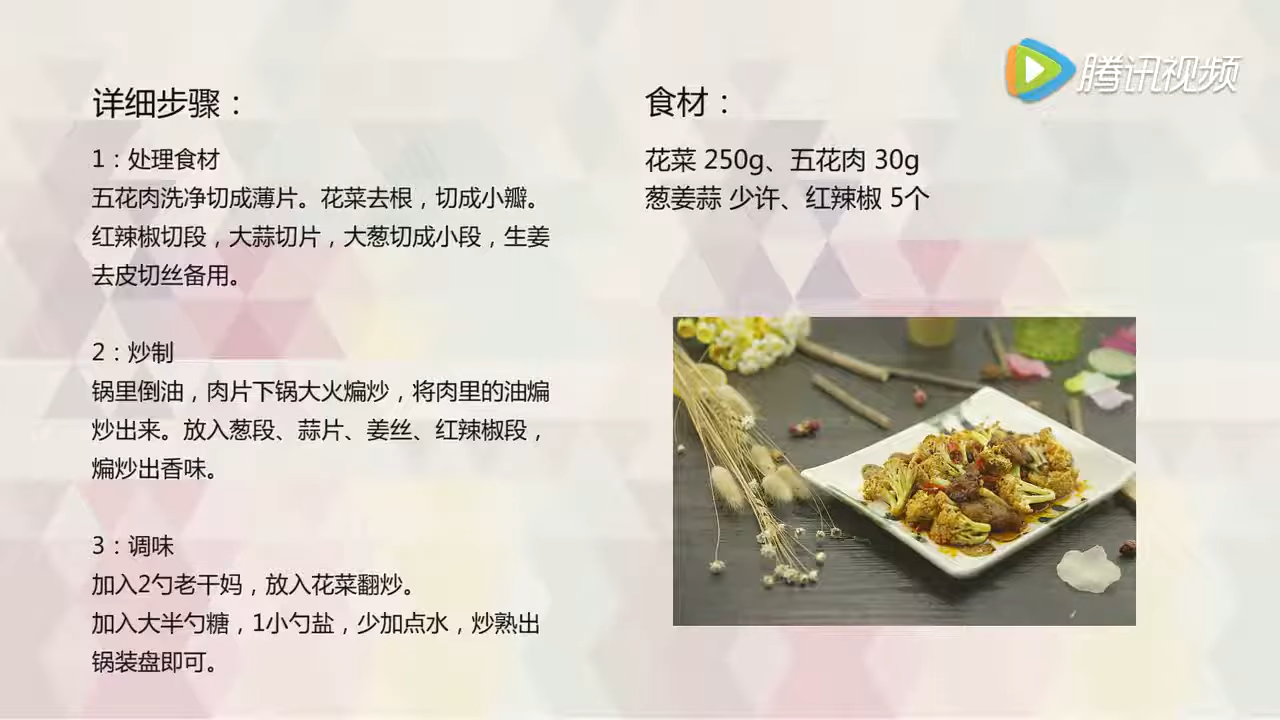 详细步骤：
1：处理食材
五花肉洗净切成薄片。花菜去根，切成小瓣。
红辣椒切段，大蒜切片，大葱切成小段，生姜
去皮切丝备用。
2：炒制
锅里倒油，肉片下锅大火煸炒，将肉里的油煸
炒出来。放入葱段、蒜片、姜丝、红辣椒段，
煸炒出香味。
3：调味
加入2勺老干妈，放入花菜翻炒。
加入大半勺糖，1小勺盐，少加点水，炒熟出
锅装盘即可。
食材：
花菜 250g、五花肉 30g
葱姜蒜 少许、红辣椒 5个
腾讯视频